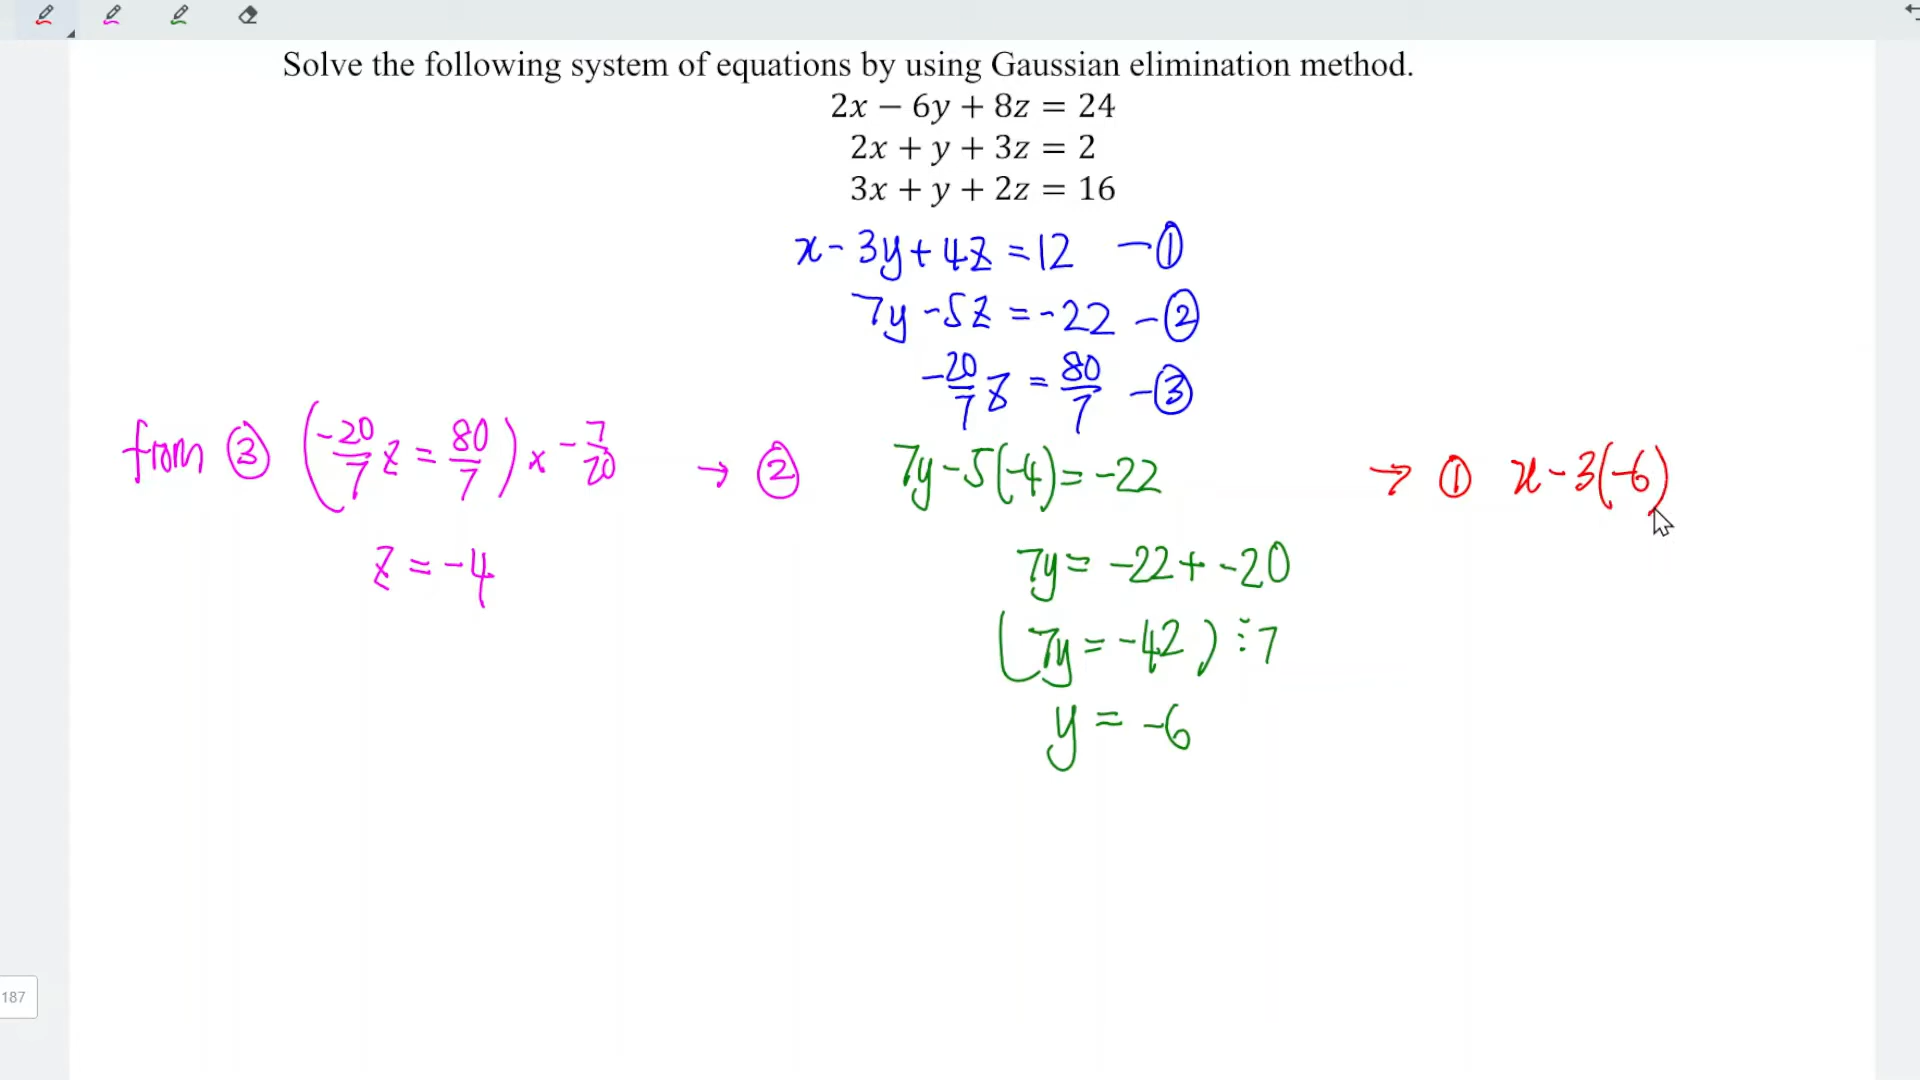 Solve the following system of equations by using Gaussian elimination method.
2x − 6y + 8z = 24
2x + y + 3z = 2
3x + y + 2z = 16
x - 3y + 4z = 12 - ①
7y - 5z = -22 - ②
-20/7 z = 80/7 - ③
from ③ (-20/7 z = 80/7) × -7/20
z = -4
→ ② 7y - 5(-4) = -22
7y = -22 + -20
(7y = -42) ÷ 7
y = -6
→ ① x - 3(-6)
187